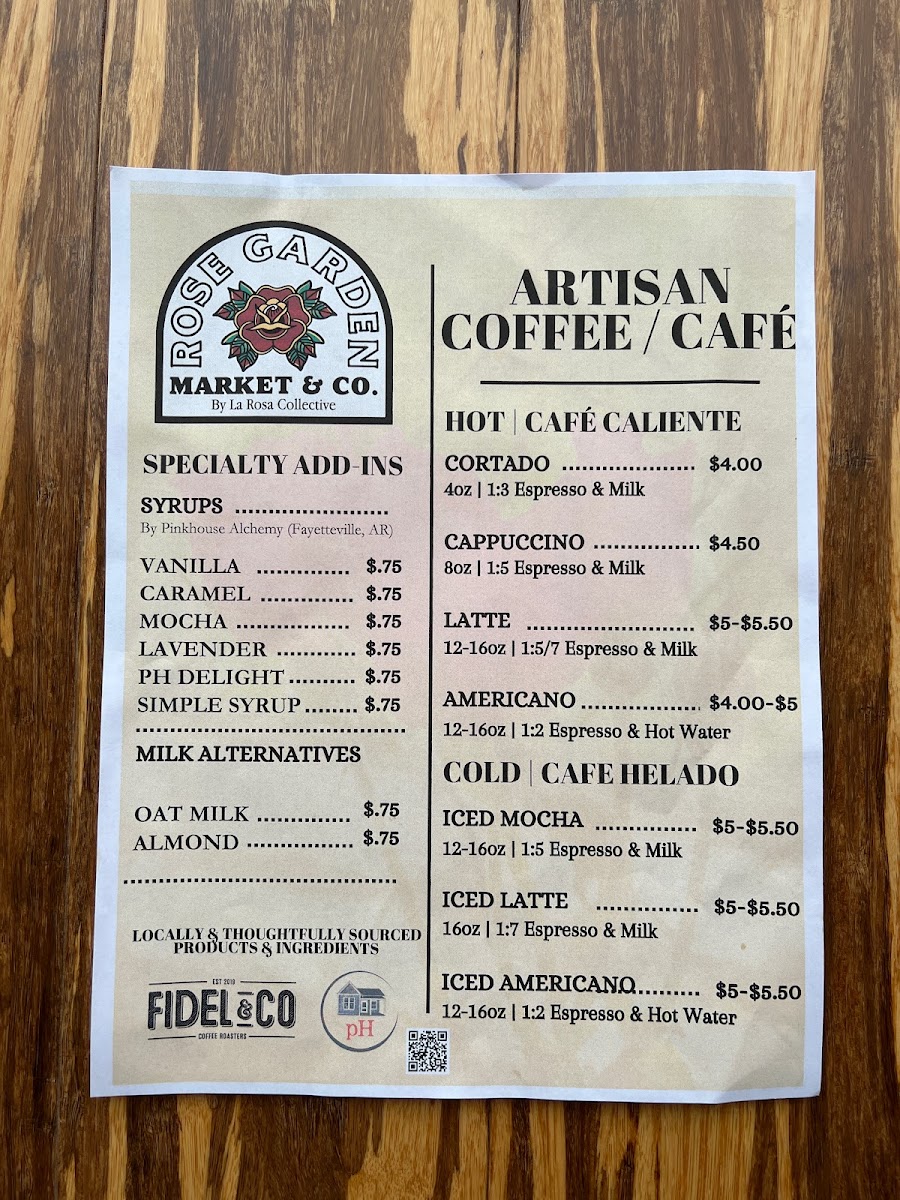 ROSE GARDEN
MARKET & CO.
By La Rosa Collective
SPECIALTY ADD-INS
SYRUPS ........................
By Pinkhouse Alchemy (Fayetteville, AR)
VANILLA .............. $.75
CARAMEL .............. $.75
MOCHA ................. $.75
LAVENDER ............ $.75
PH DELIGHT.......... $.75
SIMPLE SYRUP........ $.75
MILK ALTERNATIVES
OAT MILK .............. $.75
ALMOND ................ $.75
LOCALLY & THOUGHTFULLY SOURCED
PRODUCTS & INGREDIENTS
EST 2019
FIDEL & CO
COFFEE ROASTERS
pH
ARTISAN
COFFEE / CAFÉ
HOT | CAFÉ CALIENTE
CORTADO .................... $4.00
4oz | 1:3 Espresso & Milk
CAPPUCCINO ................ $4.50
8oz | 1:5 Espresso & Milk
LATTE ......................... $5-$5.50
12-16oz | 1:5/7 Espresso & Milk
AMERICANO .................. $4.00-$5
12-16oz | 1:2 Espresso & Hot Water
COLD | CAFE HELADO
ICED MOCHA ............... $5-$5.50
12-16oz | 1:5 Espresso & Milk
ICED LATTE ............... $5-$5.50
16oz | 1:7 Espresso & Milk
ICED AMERICANO.......... $5-$5.50
12-16oz | 1:2 Espresso & Hot Water